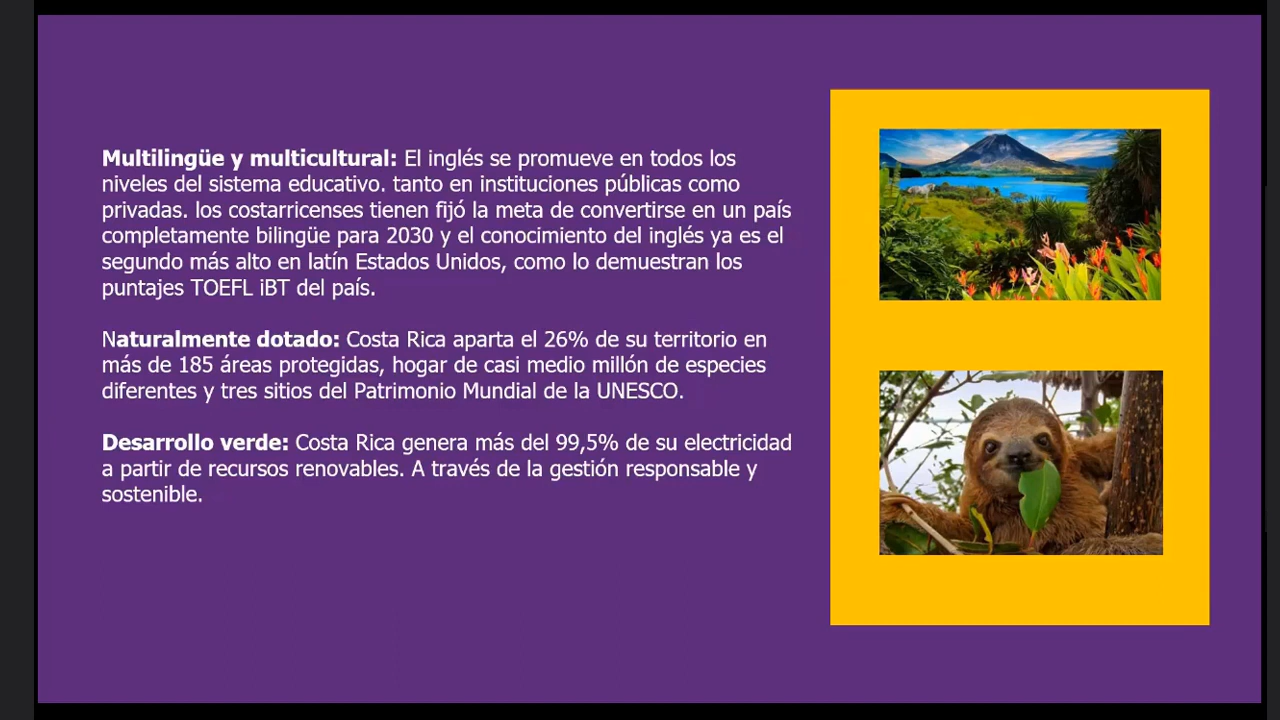 Multilingüe y multicultural: El inglés se promueve en todos los
niveles del sistema educativo. tanto en instituciones públicas como
privadas. los costarricenses tienen fijó la meta de convertirse en un país
completamente bilingüe para 2030 y el conocimiento del inglés ya es el
segundo más alto en latín Estados Unidos, como lo demuestran los
puntajes TOEFL iBT del país.
Naturalmente dotado: Costa Rica aparta el 26% de su territorio en
más de 185 áreas protegidas, hogar de casi medio millón de especies
diferentes y tres sitios del Patrimonio Mundial de la UNESCO.
Desarrollo verde: Costa Rica genera más del 99,5% de su electricidad
a partir de recursos renovables. A través de la gestión responsable y
sostenible.